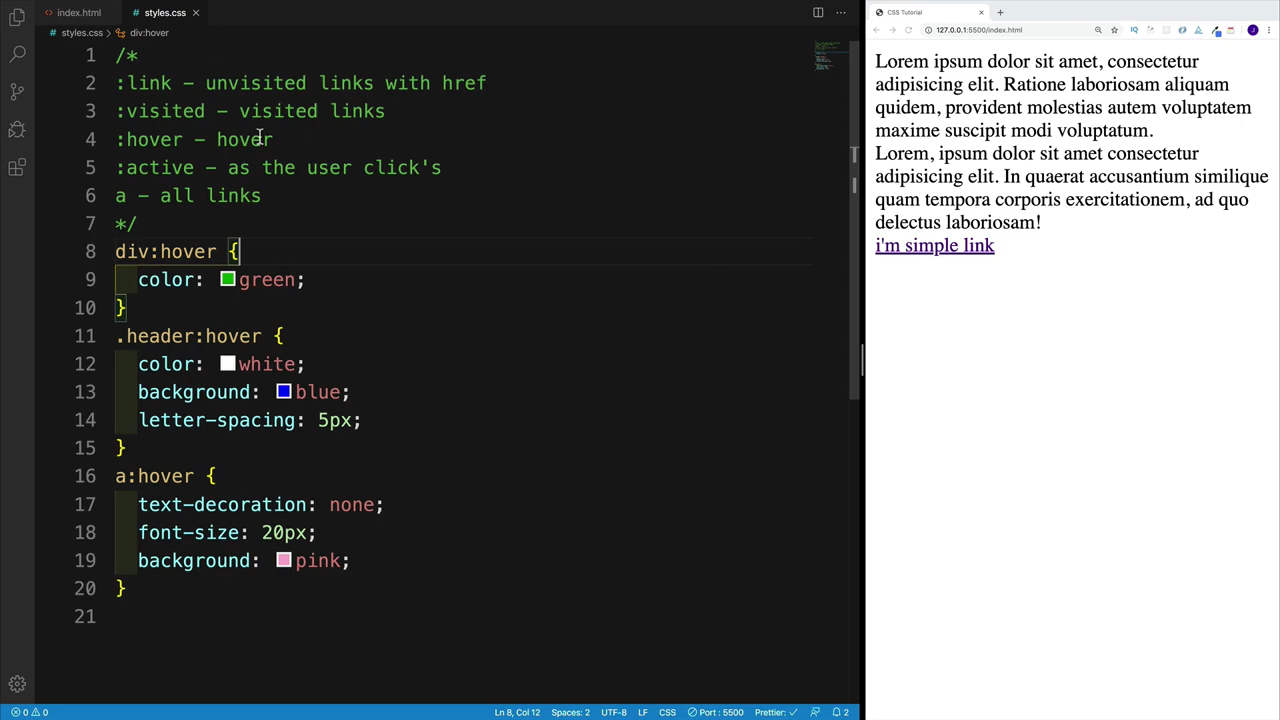 index.html
styles.css
styles.css
div:hover
1 /*
2 :link - unvisited links with href
3 :visited - visited links
4 :hover - hover
5 :active - as the user click's
6 a - all links
7 */
8 div:hover {
9 color: green;
10 }
11 .header:hover {
12 color: white;
13 background: blue;
14 letter-spacing: 5px;
15 }
16 a:hover {
17 text-decoration: none;
18 font-size: 20px;
19 background: pink;
20 }
21
0 0
Ln 8, Col 12
Spaces: 2
UTF-8
LF
CSS
Port : 5500
Prettier: ✓
2
CSS Tutorial
127.0.0.1:5500/index.html
IQ
J
Lorem ipsum dolor sit amet, consectetur
adipisicing elit. Ratione laboriosam aliquam
quidem, provident molestias autem voluptatem
maxime suscipit modi voluptatum.
Lorem, ipsum dolor sit amet consectetur
adipisicing elit. In quaerat accusantium similique
quam tempora corporis exercitationem, ad quo
delectus laboriosam!
i'm simple link